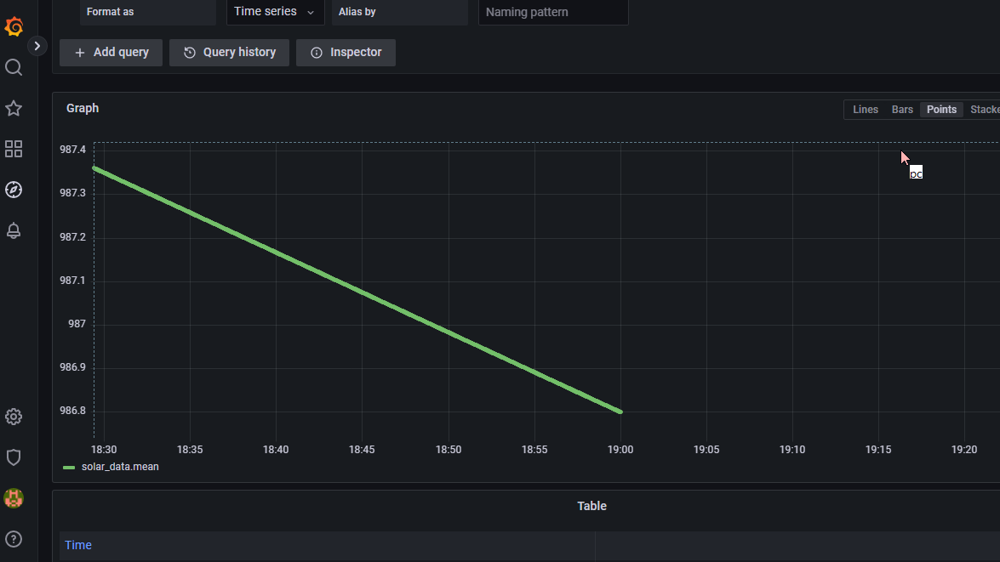 Format as Time series Alias by Naming pattern
+ Add query Query history Inspector
Graph Lines Bars Points Stacke
987.4
pc
987.3
987.2
987.1
987
986.9
986.8
18:30 18:35 18:40 18:45 18:50 18:55 19:00 19:05 19:10 19:15 19:20
solar_data.mean
Table
Time